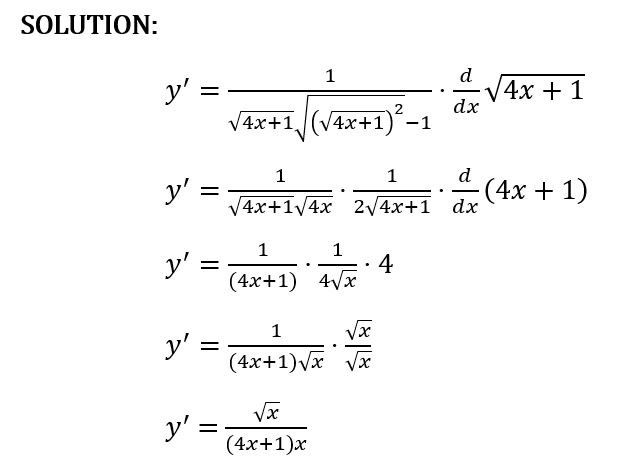 SOLUTION:
y′ = 1/(√(4x+1)√((√(4x+1))²−1)) · d/dx √(4x + 1)
y′ = 1/(√(4x+1)√(4x)) · 1/(2√(4x+1)) · d/dx (4x + 1)
y′ = 1/(4x+1) · 1/(4√x) · 4
y′ = 1/((4x+1)√x) · √x/√x
y′ = √x/((4x+1)x)